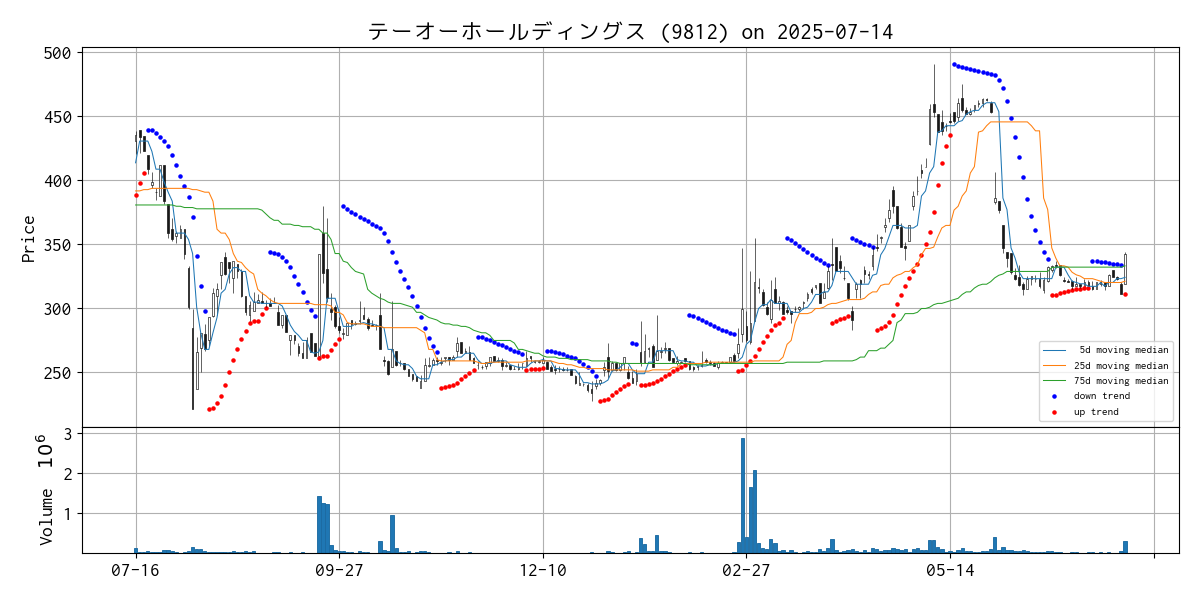 テーオーホールディングス (9812) on 2025-07-14
500
450
400
350
300
250
Price
5d moving median
25d moving median
75d moving median
down trend
up trend
3
2
1
Volume 10^6
07-16
09-27
12-10
02-27
05-14